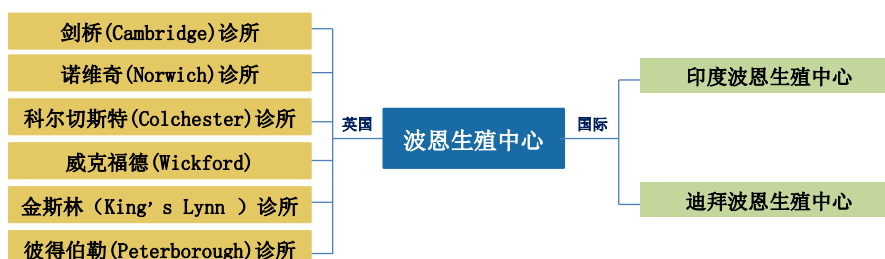 剑桥(Cambridge)诊所
诺维奇(Norwich)诊所
科尔切斯特(Colchester)诊所
威克福德(Wickford)
金斯林（King's Lynn ）诊所
彼得伯勒(Peterborough)诊所
英国
波恩生殖中心
国际
印度波恩生殖中心
迪拜波恩生殖中心